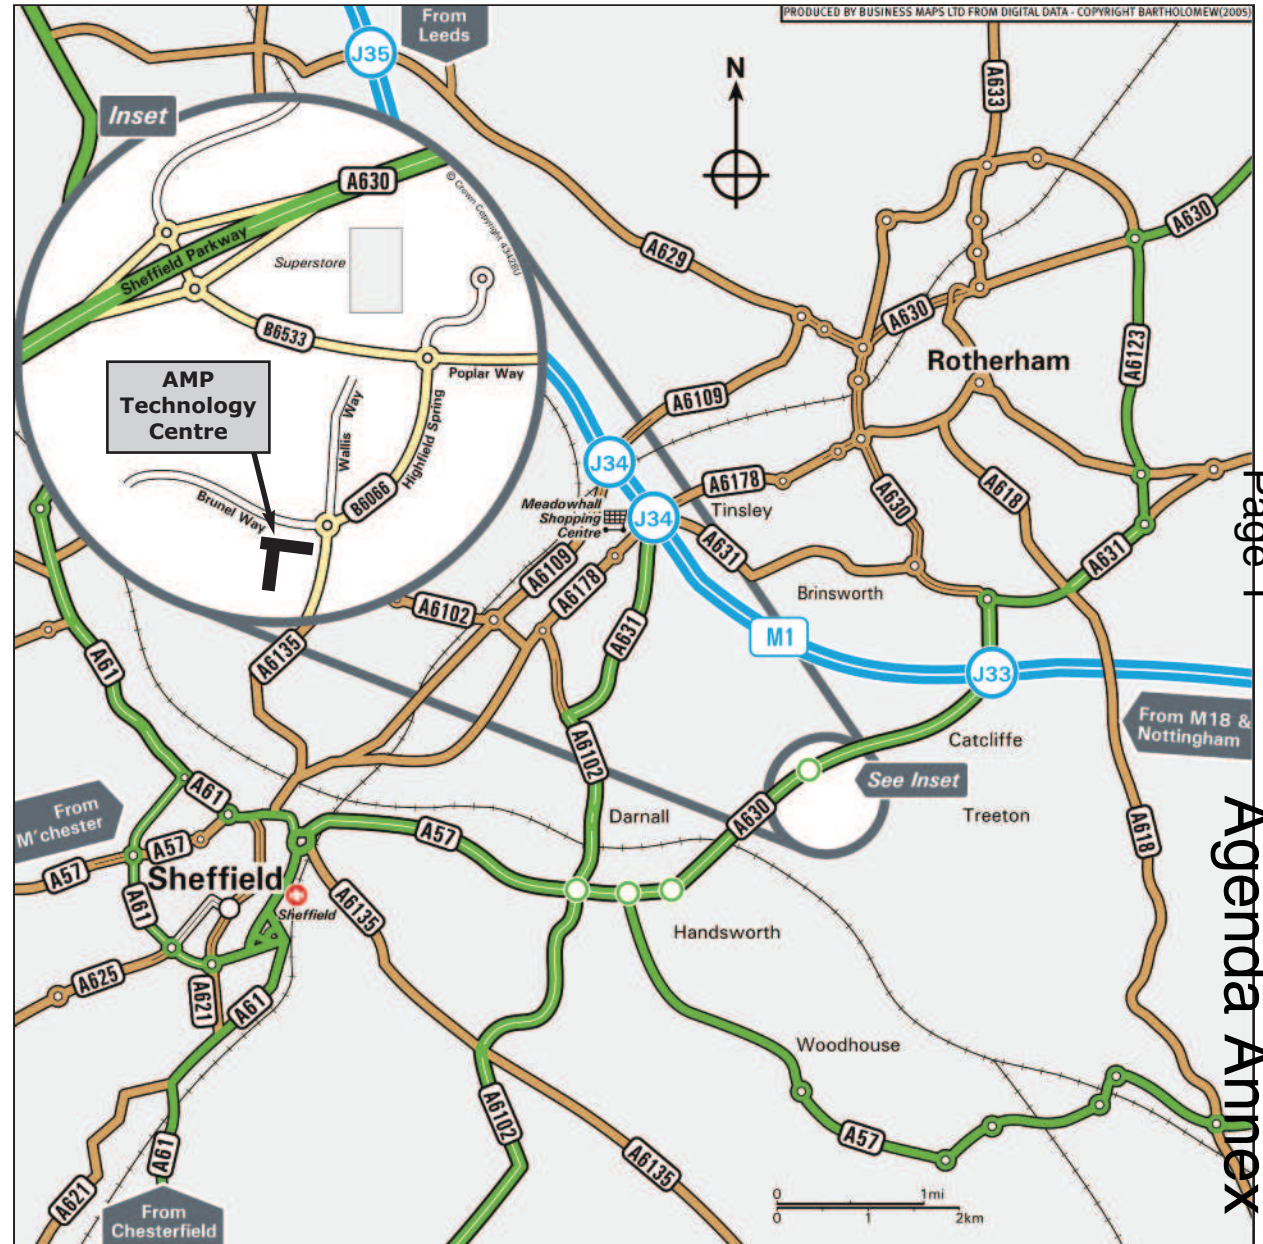 PRODUCED BY BUSINESS MAPS LTD FROM DIGITAL DATA - COPYRIGHT BARTHOLOMEW(2005)
From
Leeds
J35
N
A633
Inset
A630
© Crown Copyright 434280
Sheffield Parkway
Superstore
B6533
Poplar Way
AMP
Technology
Centre
Wallis Way
Highfield Spring
B6066
Brunel Way
A629
A630
A630
A6123
Rotherham
A6109
J34
A6178
Tinsley
A630
A618
Meadowhall
Shopping
Centre
J34
A631
A631
Page 1
A6109
A6178
A6102
A631
Brinsworth
M1
A6135
A61
J33
From M18 &
Nottingham
Catcliffe
A6102
See Inset
A61
From
M'chester
Darnall
A630
Treeton
A618
A57
A57
A57
Sheffield
Sheffield
A61
A6135
Handsworth
A625
A621
A61
Woodhouse
Agenda Annex
A6102
A57
A61
A6135
A621
From
Chesterfield
0 1mi
0 1 2km